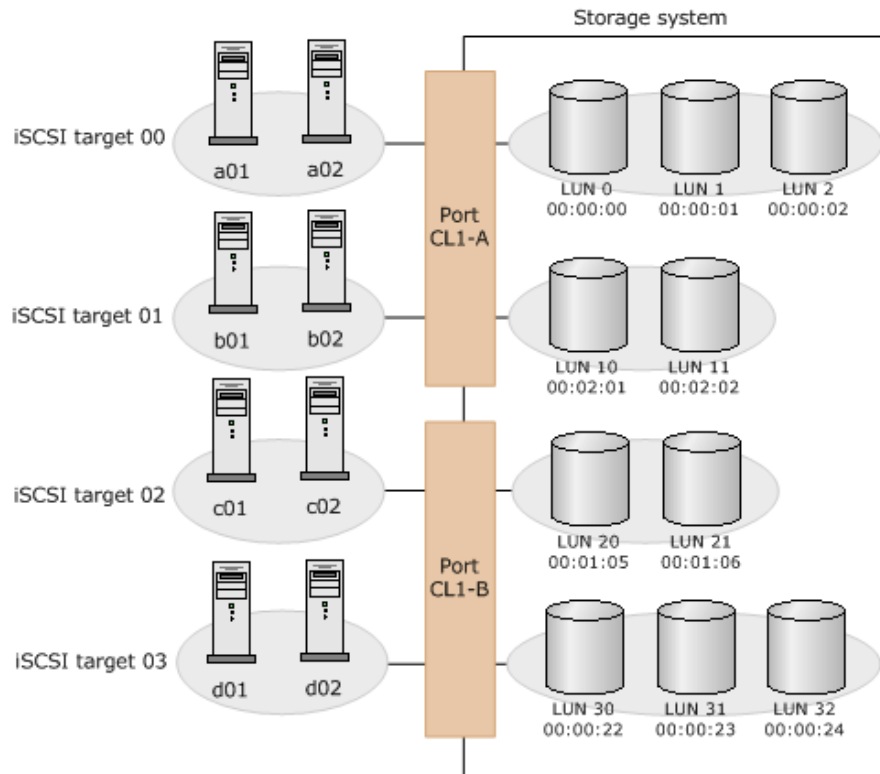 Storage system
iSCSI target 00
a01
a02
LUN 0
00:00:00
LUN 1
00:00:01
LUN 2
00:00:02
Port
CL1-A
iSCSI target 01
b01
b02
LUN 10
00:02:01
LUN 11
00:02:02
iSCSI target 02
c01
c02
LUN 20
00:01:05
LUN 21
00:01:06
Port
CL1-B
iSCSI target 03
d01
d02
LUN 30
00:00:22
LUN 31
00:00:23
LUN 32
00:00:24